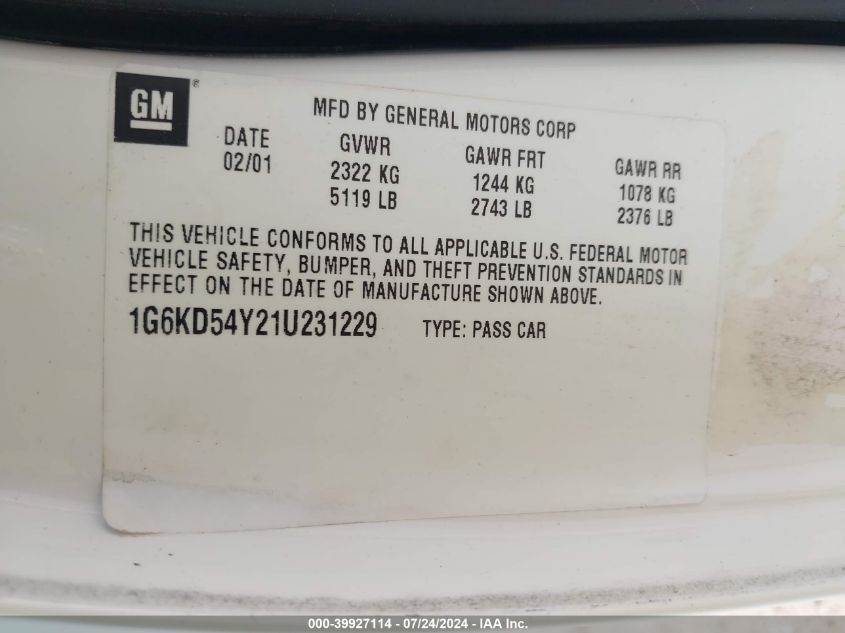 GM®
MFD BY GENERAL MOTORS CORP
DATE GVWR GAWR FRT GAWR RR
02/01 2322 KG 1244 KG 1078 KG
5119 LB 2743 LB 2376 LB
THIS VEHICLE CONFORMS TO ALL APPLICABLE U.S. FEDERAL MOTOR
VEHICLE SAFETY, BUMPER, AND THEFT PREVENTION STANDARDS IN
EFFECT ON THE DATE OF MANUFACTURE SHOWN ABOVE.
1G6KD54Y21U231229 TYPE: PASS CAR
000-39927114 - 07/24/2024 - IAA Inc.